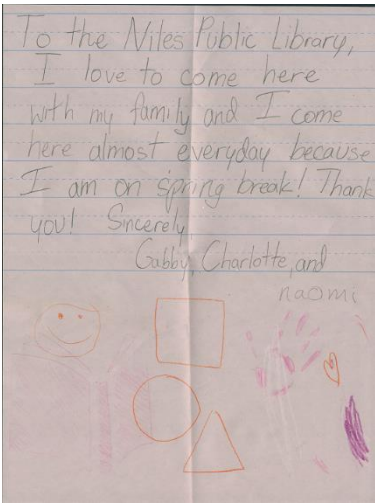 To the Niles Public Library,
I love to come here
with my family and I come
here almost everyday because
I am on spring break! Thank
you! Sincerely
Gabby, Charlotte, and
naomi